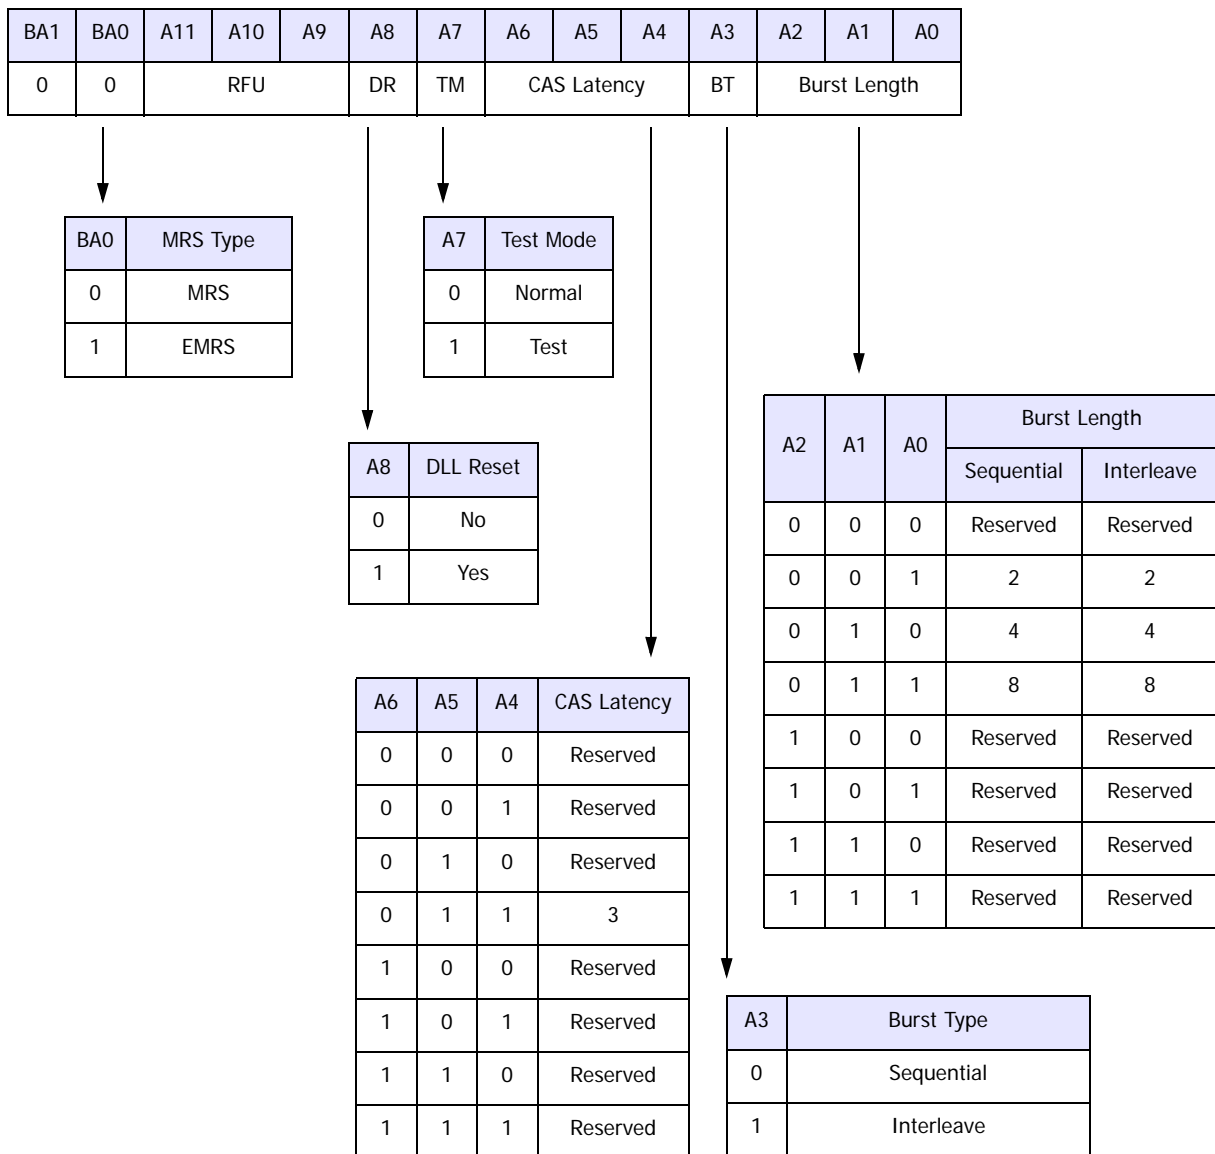 BA1 BA0 A11 A10 A9 A8 A7 A6 A5 A4 A3 A2 A1 A0
0 0 RFU DR TM CAS Latency BT Burst Length
BA0 MRS Type
0 MRS
1 EMRS
A7 Test Mode
0 Normal
1 Test
A8 DLL Reset
0 No
1 Yes
A2 A1 A0 Burst Length
Sequential Interleave
0 0 0 Reserved Reserved
0 0 1 2 2
0 1 0 4 4
0 1 1 8 8
1 0 0 Reserved Reserved
1 0 1 Reserved Reserved
1 1 0 Reserved Reserved
1 1 1 Reserved Reserved
A6 A5 A4 CAS Latency
0 0 0 Reserved
0 0 1 Reserved
0 1 0 Reserved
0 1 1 3
1 0 0 Reserved
1 0 1 Reserved
1 1 0 Reserved
1 1 1 Reserved
A3 Burst Type
0 Sequential
1 Interleave